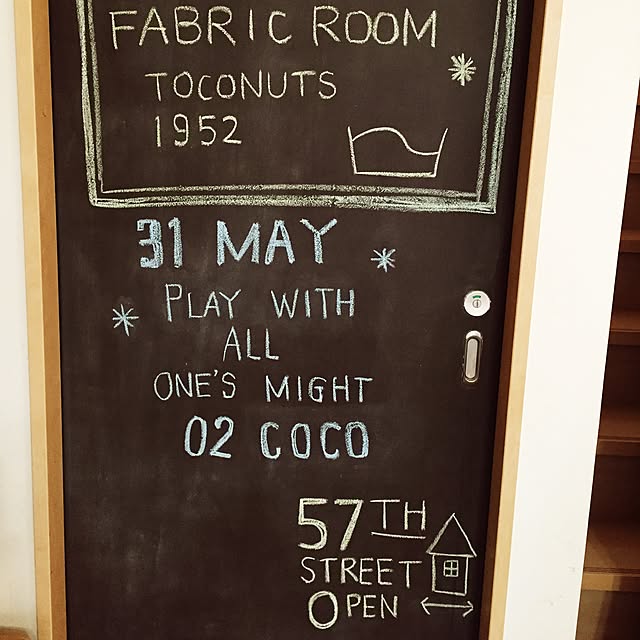 FABRIC ROOM
TOCONUTS
1952
31 MAY
PLAY WITH
ALL
ONE'S MIGHT
02 COCO
57TH
STREET
OPEN